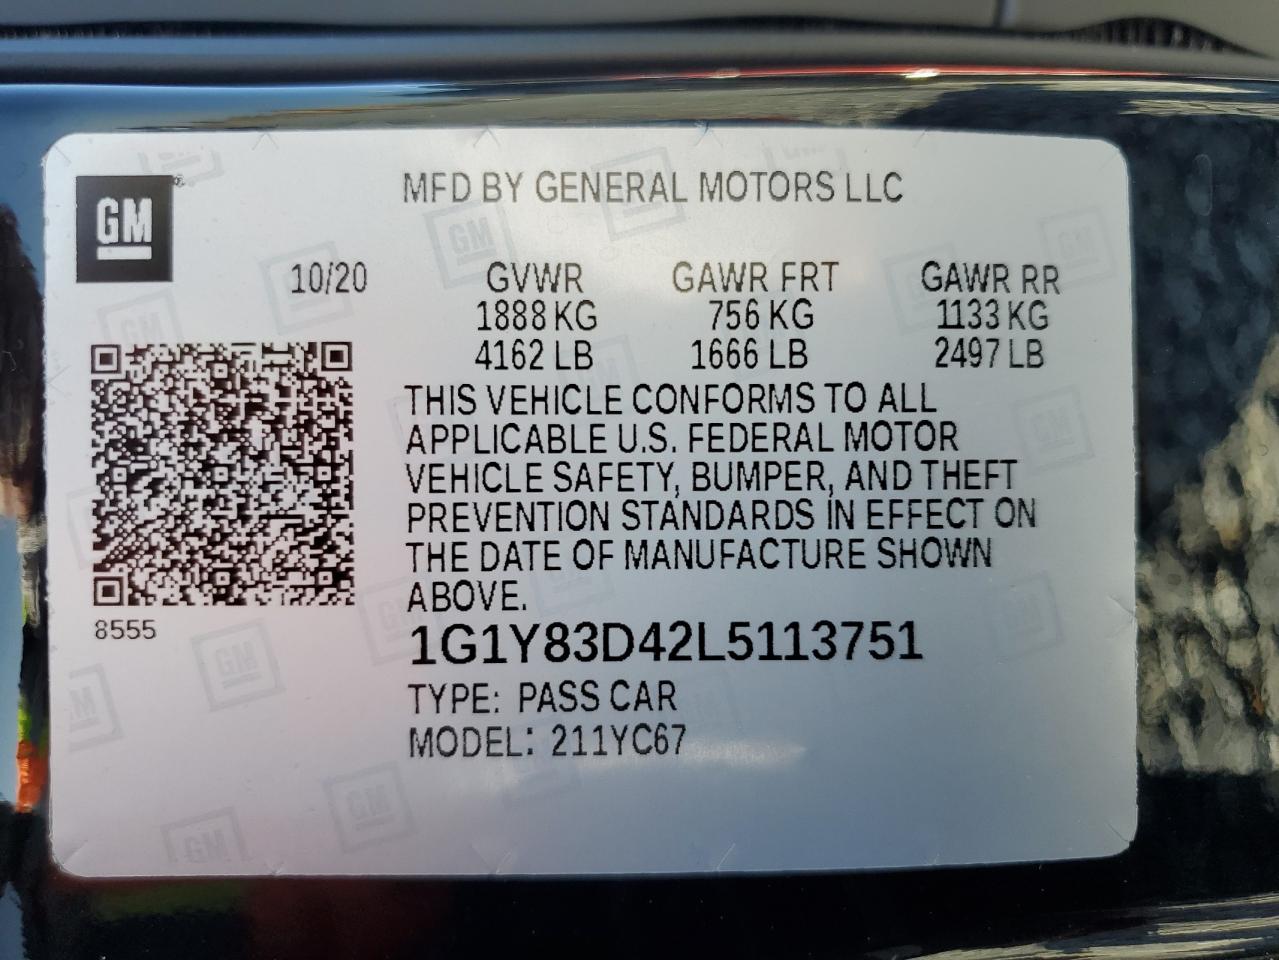 GM
MFD BY GENERAL MOTORS LLC
10/20 GVWR GAWR FRT GAWR RR
1888 KG 756 KG 1133 KG
4162 LB 1666 LB 2497 LB
THIS VEHICLE CONFORMS TO ALL
APPLICABLE U.S. FEDERAL MOTOR
VEHICLE SAFETY, BUMPER, AND THEFT
PREVENTION STANDARDS IN EFFECT ON
THE DATE OF MANUFACTURE SHOWN
ABOVE.
8555
1G1Y83D42L5113751
TYPE: PASS CAR
MODEL: 211YC67